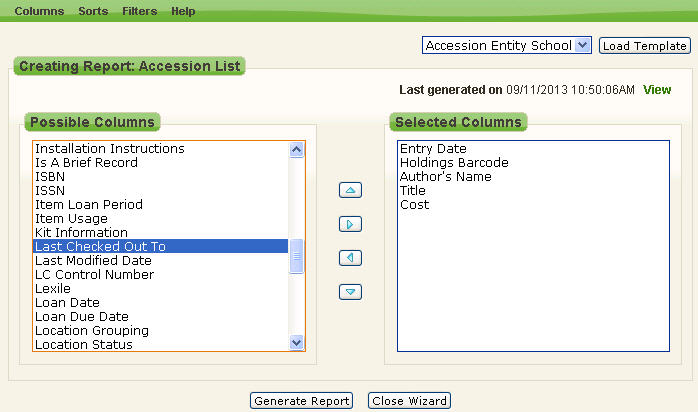 Columns Sorts Filters Help
Accession Entity School Load Template
Creating Report: Accession List
Last generated on 09/11/2013 10:50:06AM View
Possible Columns
Installation Instructions
Is A Brief Record
ISBN
ISSN
Item Loan Period
Item Usage
Kit Information
Last Checked Out To
Last Modified Date
LC Control Number
Lexile
Loan Date
Loan Due Date
Location Grouping
Location Status
Selected Columns
Entry Date
Holdings Barcode
Author's Name
Title
Cost
Generate Report Close Wizard